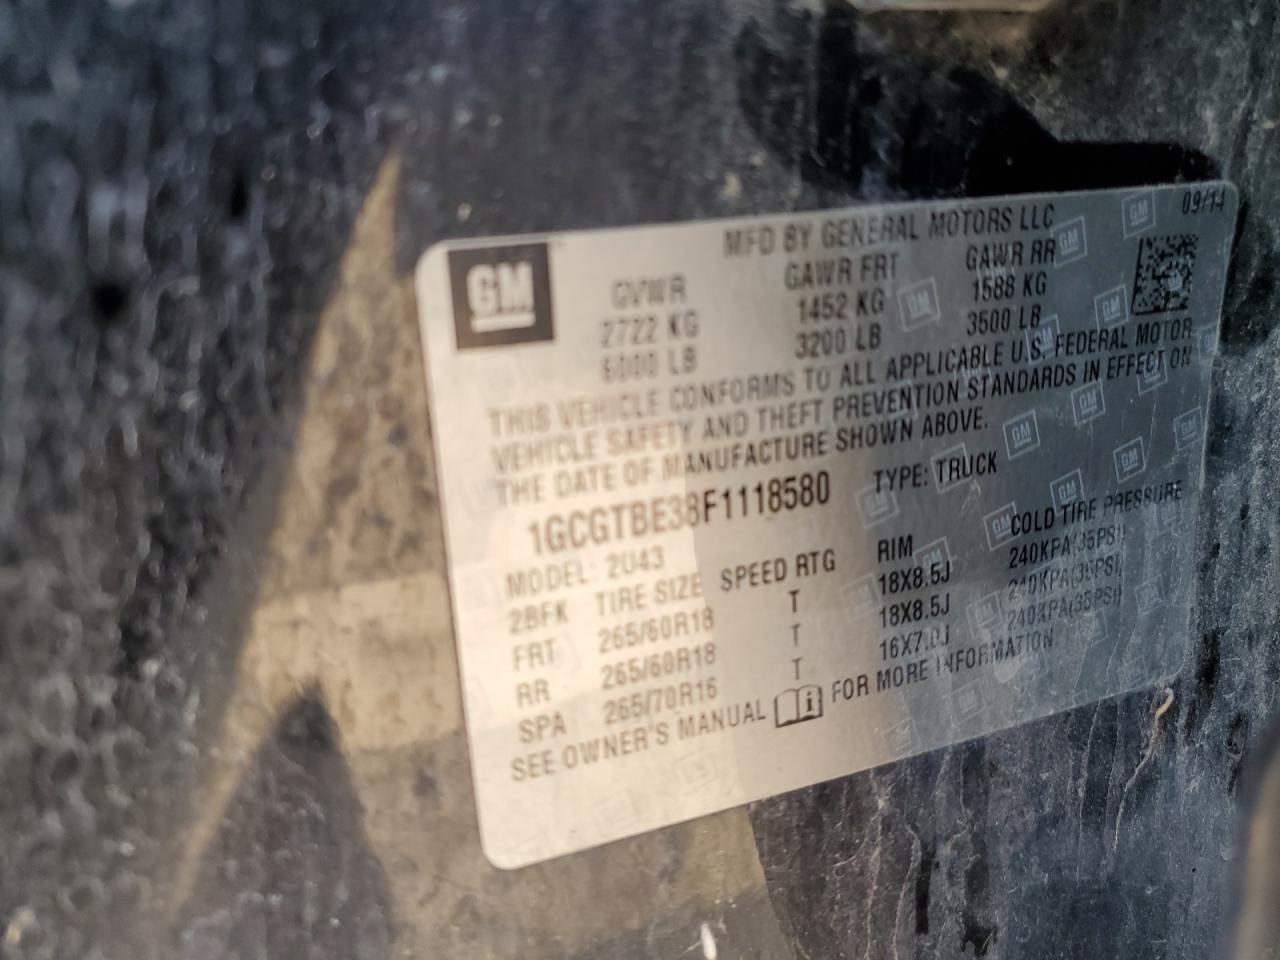 GM
MFD BY GENERAL MOTORS LLC 09/14
GVWR GAWR FRT GAWR RR
2722 KG 1452 KG 1588 KG
6000 LB 3200 LB 3500 LB
THIS VEHICLE CONFORMS TO ALL APPLICABLE U.S. FEDERAL MOTOR
VEHICLE SAFETY AND THEFT PREVENTION STANDARDS IN EFFECT ON
THE DATE OF MANUFACTURE SHOWN ABOVE.
1GCGTBE38F1118580 TYPE: TRUCK
MODEL: 2U43
2BFK TIRE SIZE SPEED RTG RIM COLD TIRE PRESSURE
FRT 265/60R18 T 18X8.5J 240KPA(35PSI)
RR 265/60R18 T 18X8.5J 240KPA(35PSI)
SPA 265/70R16 T 16X7.0J 240KPA(35PSI)
SEE OWNER'S MANUAL FOR MORE INFORMATION.